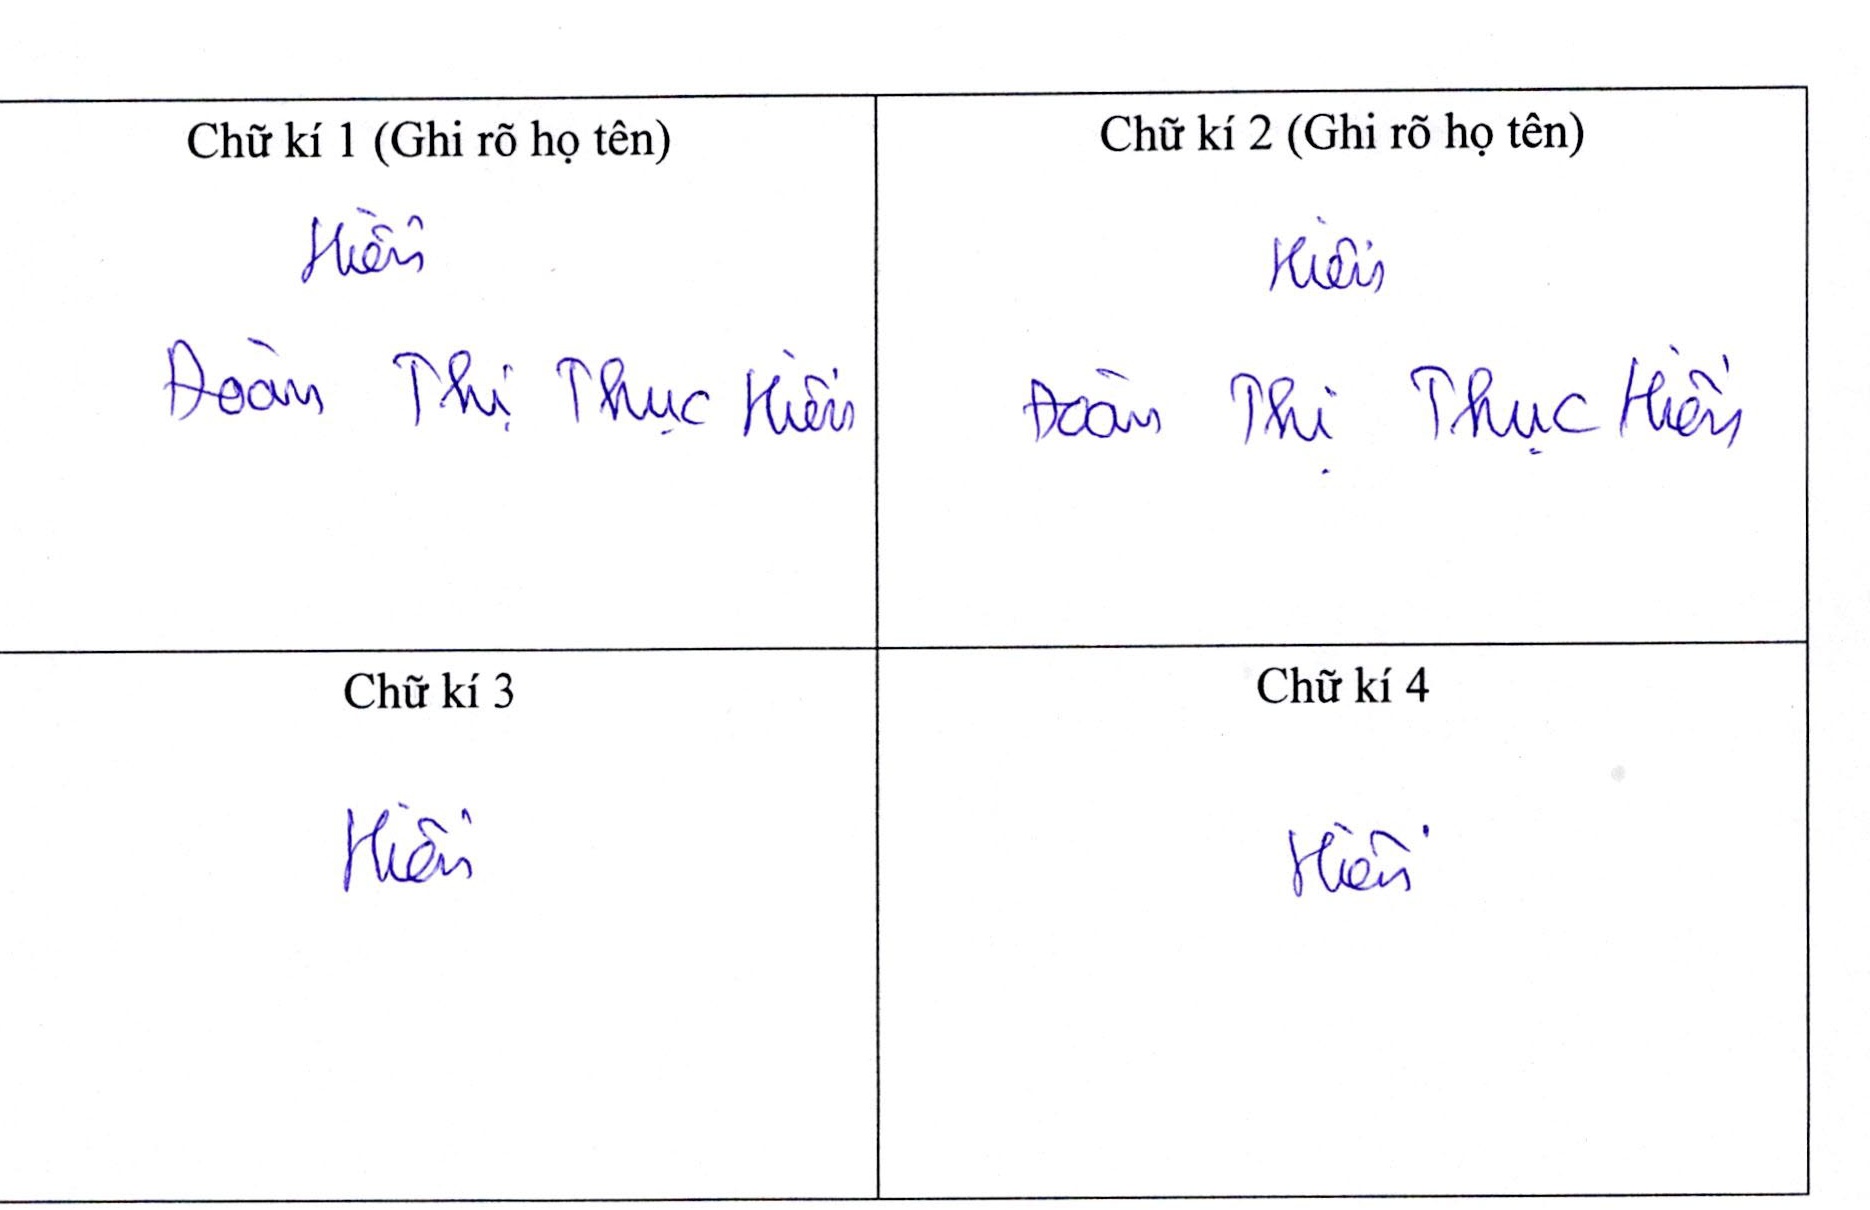 Chữ kí 1 (Ghi rõ họ tên)
Hiền
Đoàn Thị Thục Hiền
Chữ kí 2 (Ghi rõ họ tên)
Hiền
Đoàn Thị Thục Hiền
Chữ kí 3
Hiền
Chữ kí 4
Hiền